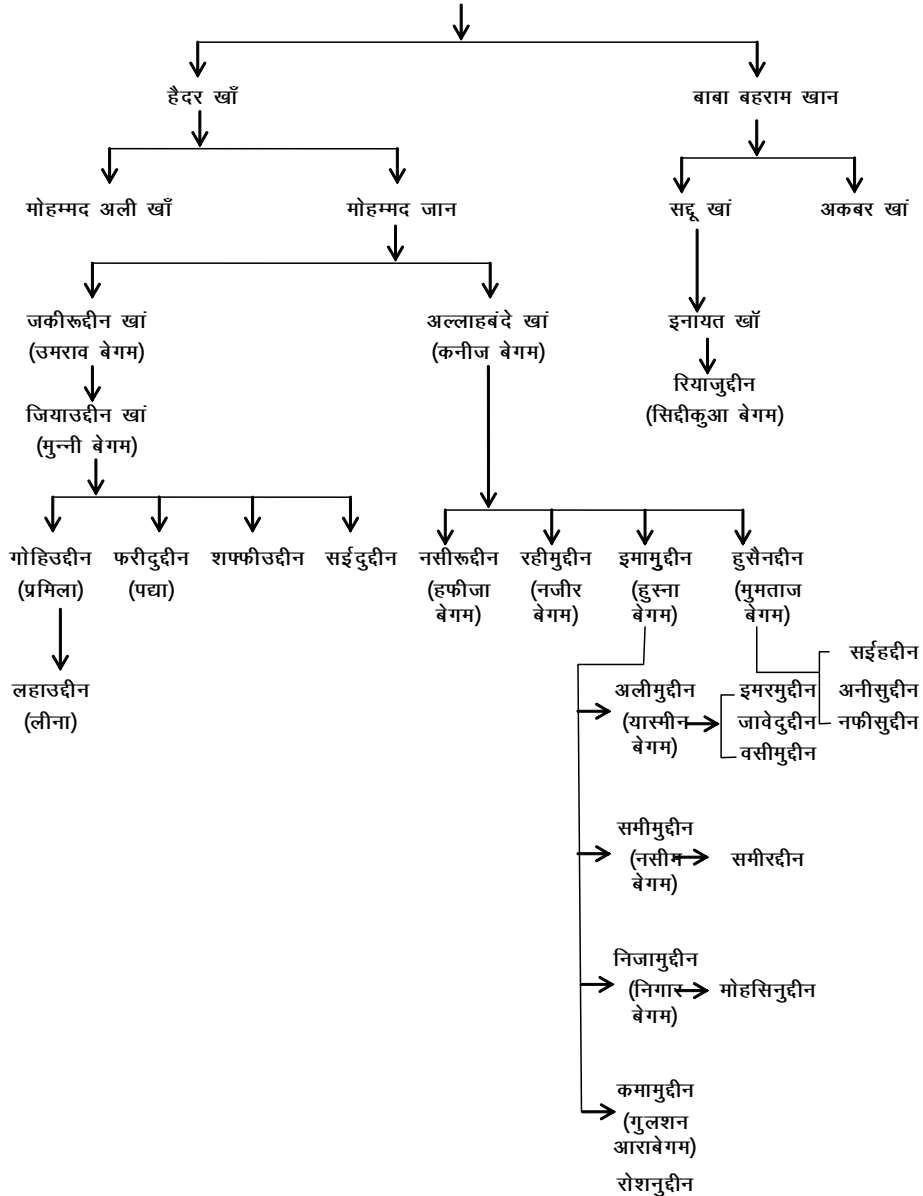 हैदर खाँ
बाबा बहराम खान
मोहम्मद अली खाँ
मोहम्मद जान
सद्दू खां
अकबर खां
जकीरूद्दीन खां
(उमराव बेगम)
अल्लाहबंदे खां
(कनीज बेगम)
इनायत खॉ
रियाजुद्दीन
(सिद्दीकुआ बेगम)
जियाउद्दीन खां
(मुन्नी बेगम)
गोहिउद्दीन
(प्रमिला)
फरीदुद्दीन
(पद्या)
शफ्फीउद्दीन
सईदुद्दीन
नसीरूद्दीन
(हफीजा
बेगम)
रहीमुद्दीन
(नजीर
बेगम)
इमामुद्दीन
(हुस्ना
बेगम)
हुसैनद्दीन
(मुमताज
बेगम)
लहाउद्दीन
(लीना)
सईहद्दीन
अनीसुद्दीन
नफीसुद्दीन
अलीमुद्दीन
(यास्मीन
बेगम)
इमरमुद्दीन
जावेदुद्दीन
वसीमुद्दीन
समीमुद्दीन
(नसीम
बेगम)
समीरद्दीन
निजामुद्दीन
(निगार
बेगम)
मोहसिनुद्दीन
कमामुद्दीन
(गुलशन
आराबेगम)
रोशनुद्दीन